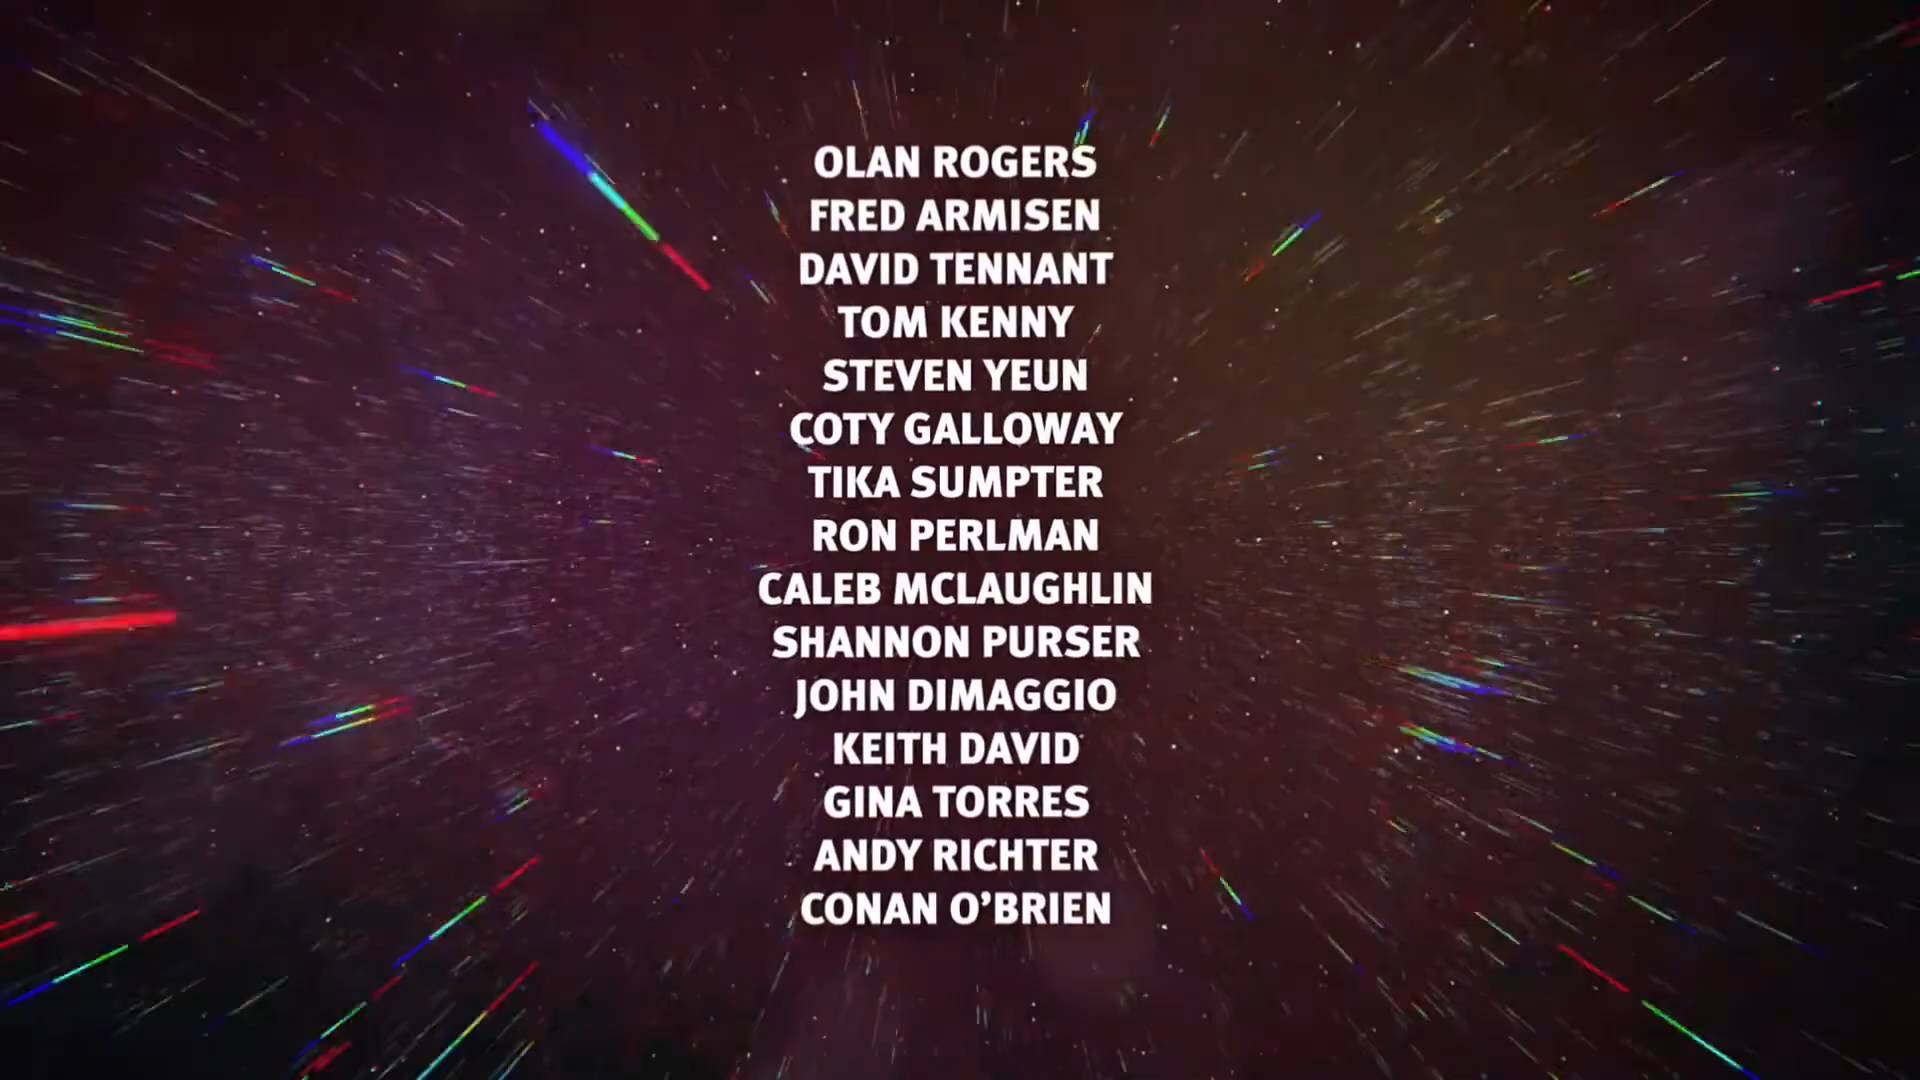 OLAN ROGERS
FRED ARMISEN
DAVID TENNANT
TOM KENNY
STEVEN YEUN
COTY GALLOWAY
TIKA SUMPTER
RON PERLMAN
CALEB MCLAUGHLIN
SHANNON PURSER
JOHN DIMAGGIO
KEITH DAVID
GINA TORRES
ANDY RICHTER
CONAN O’BRIEN